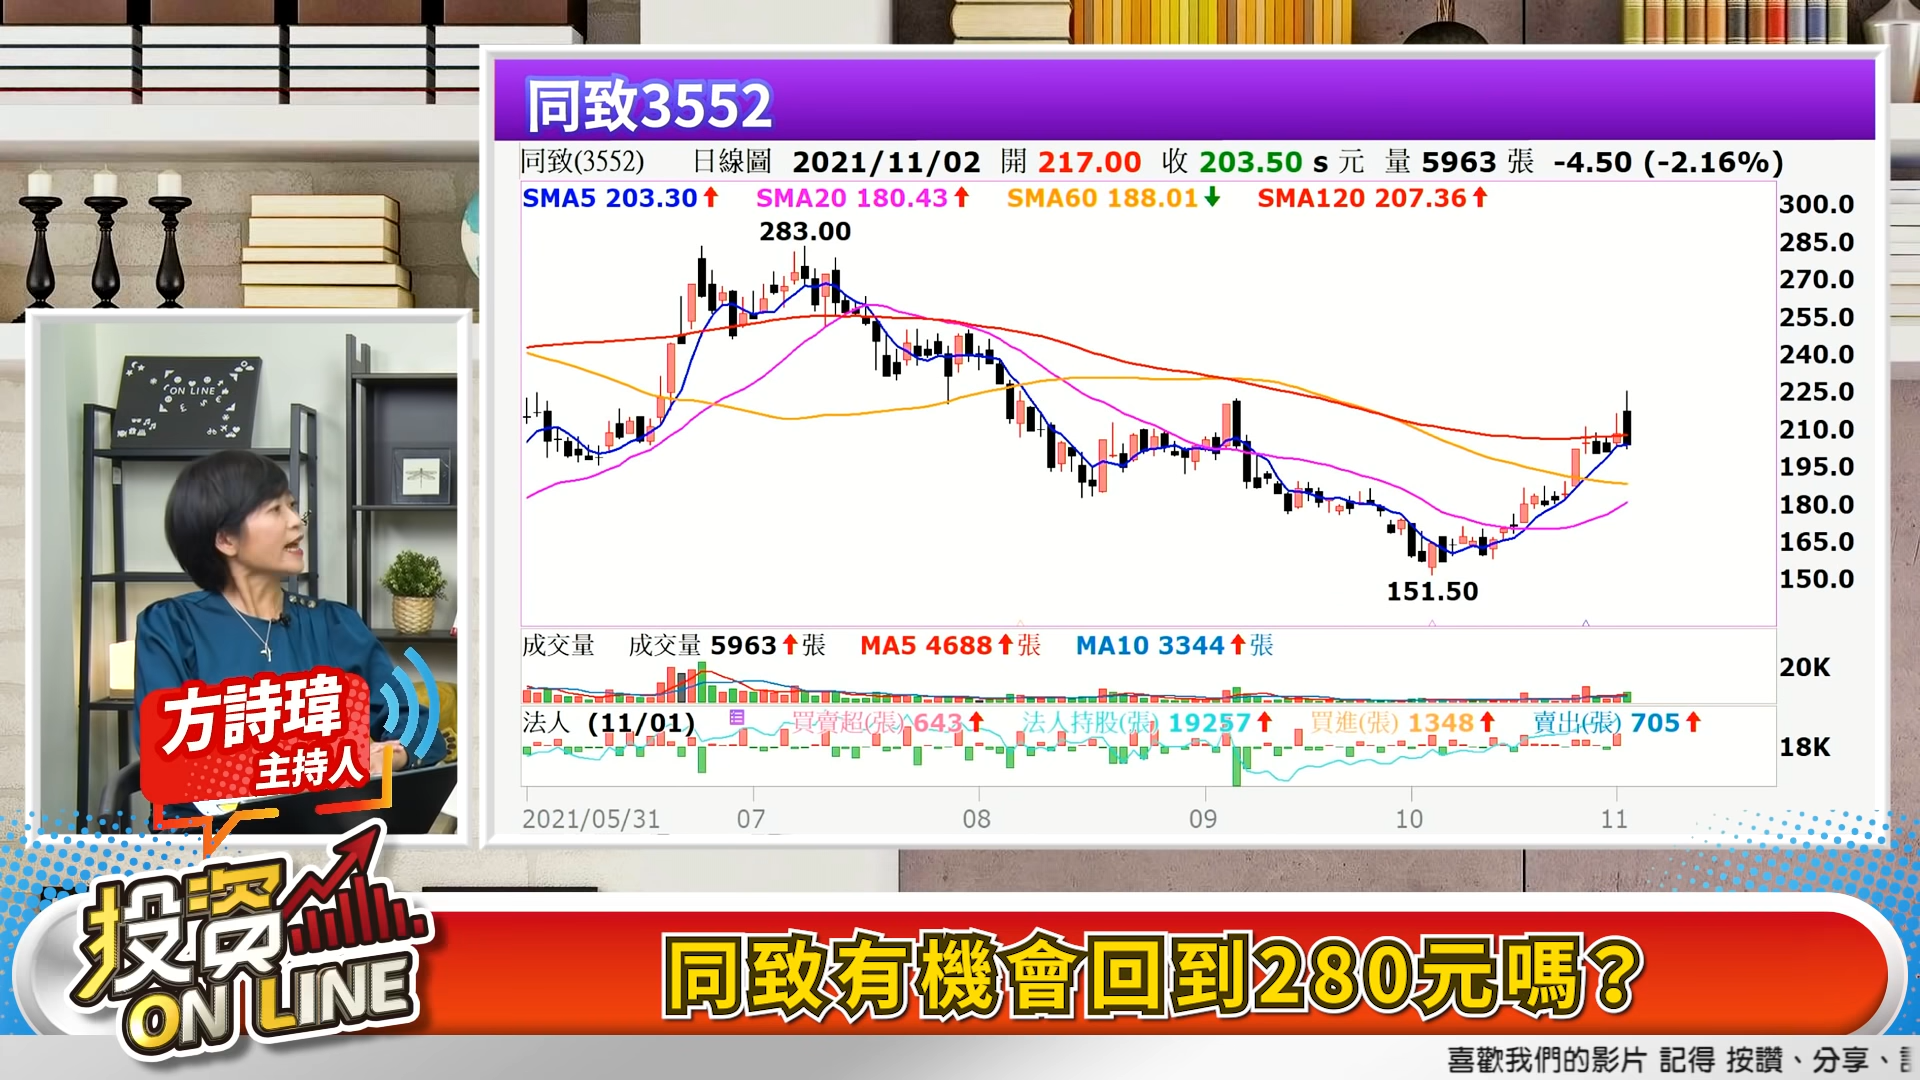 同致3552
同致(3552) 日線圖 2021/11/02 開 217.00 收 203.50 s 元 量 5963 張 -4.50 (-2.16%)
SMA5 203.30↑ SMA20 180.43↑ SMA60 188.01↓ SMA120 207.36↑
283.00
151.50
300.0
285.0
270.0
255.0
240.0
225.0
210.0
195.0
180.0
165.0
150.0
成交量 成交量 5963↑張 MA5 4688↑張 MA10 3344↑張
20K
法人 (11/01) 買賣超(張) 643↑ 法人持股(張) 19257↑ 買進(張) 1348↑ 賣出(張) 705↑
18K
2021/05/31 07 08 09 10 11
ON LINE
方詩瑋
主持人
投資
ON LINE
同致有機會回到280元嗎？
喜歡我們的影片 記得 按讚、分享、